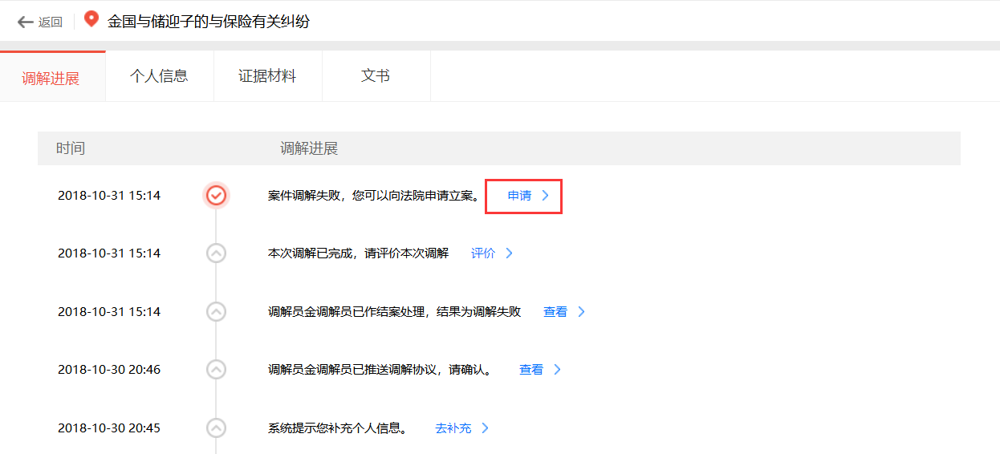 返回 金国与储迎子的与保险有关纠纷
调解进展 个人信息 证据材料 文书
时间 调解进展
2018-10-31 15:14 案件调解失败，您可以向法院申请立案。 申请
2018-10-31 15:14 本次调解已完成，请评价本次调解 评价
2018-10-31 15:14 调解员金调解员已作结案处理，结果为调解失败 查看
2018-10-30 20:46 调解员金调解员已推送调解协议，请确认。 查看
2018-10-30 20:45 系统提示您补充个人信息。 去补充